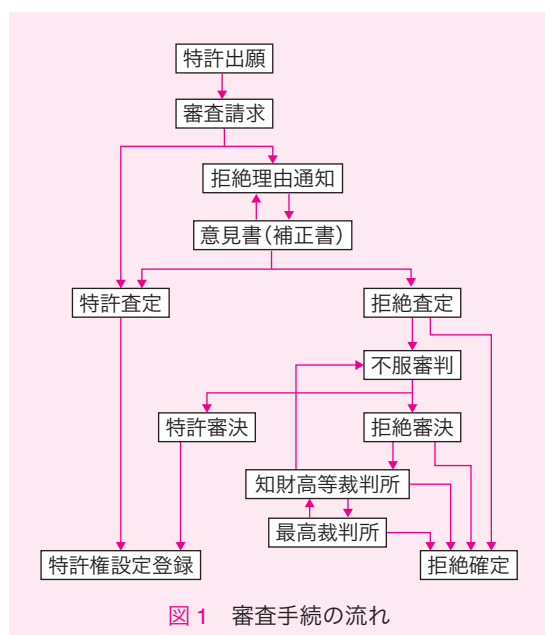 特許出願
審査請求
拒絶理由通知
意見書(補正書)
特許査定
拒絶査定
不服審判
特許審決
拒絶審決
知財高等裁判所
最高裁判所
特許権設定登録
拒絶確定
図1 審査手続の流れ